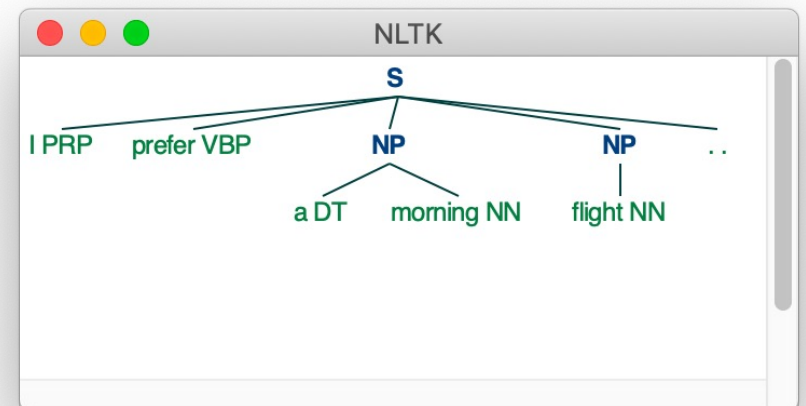 NLTK
S
I PRP prefer VBP NP NP . .
a DT morning NN flight NN